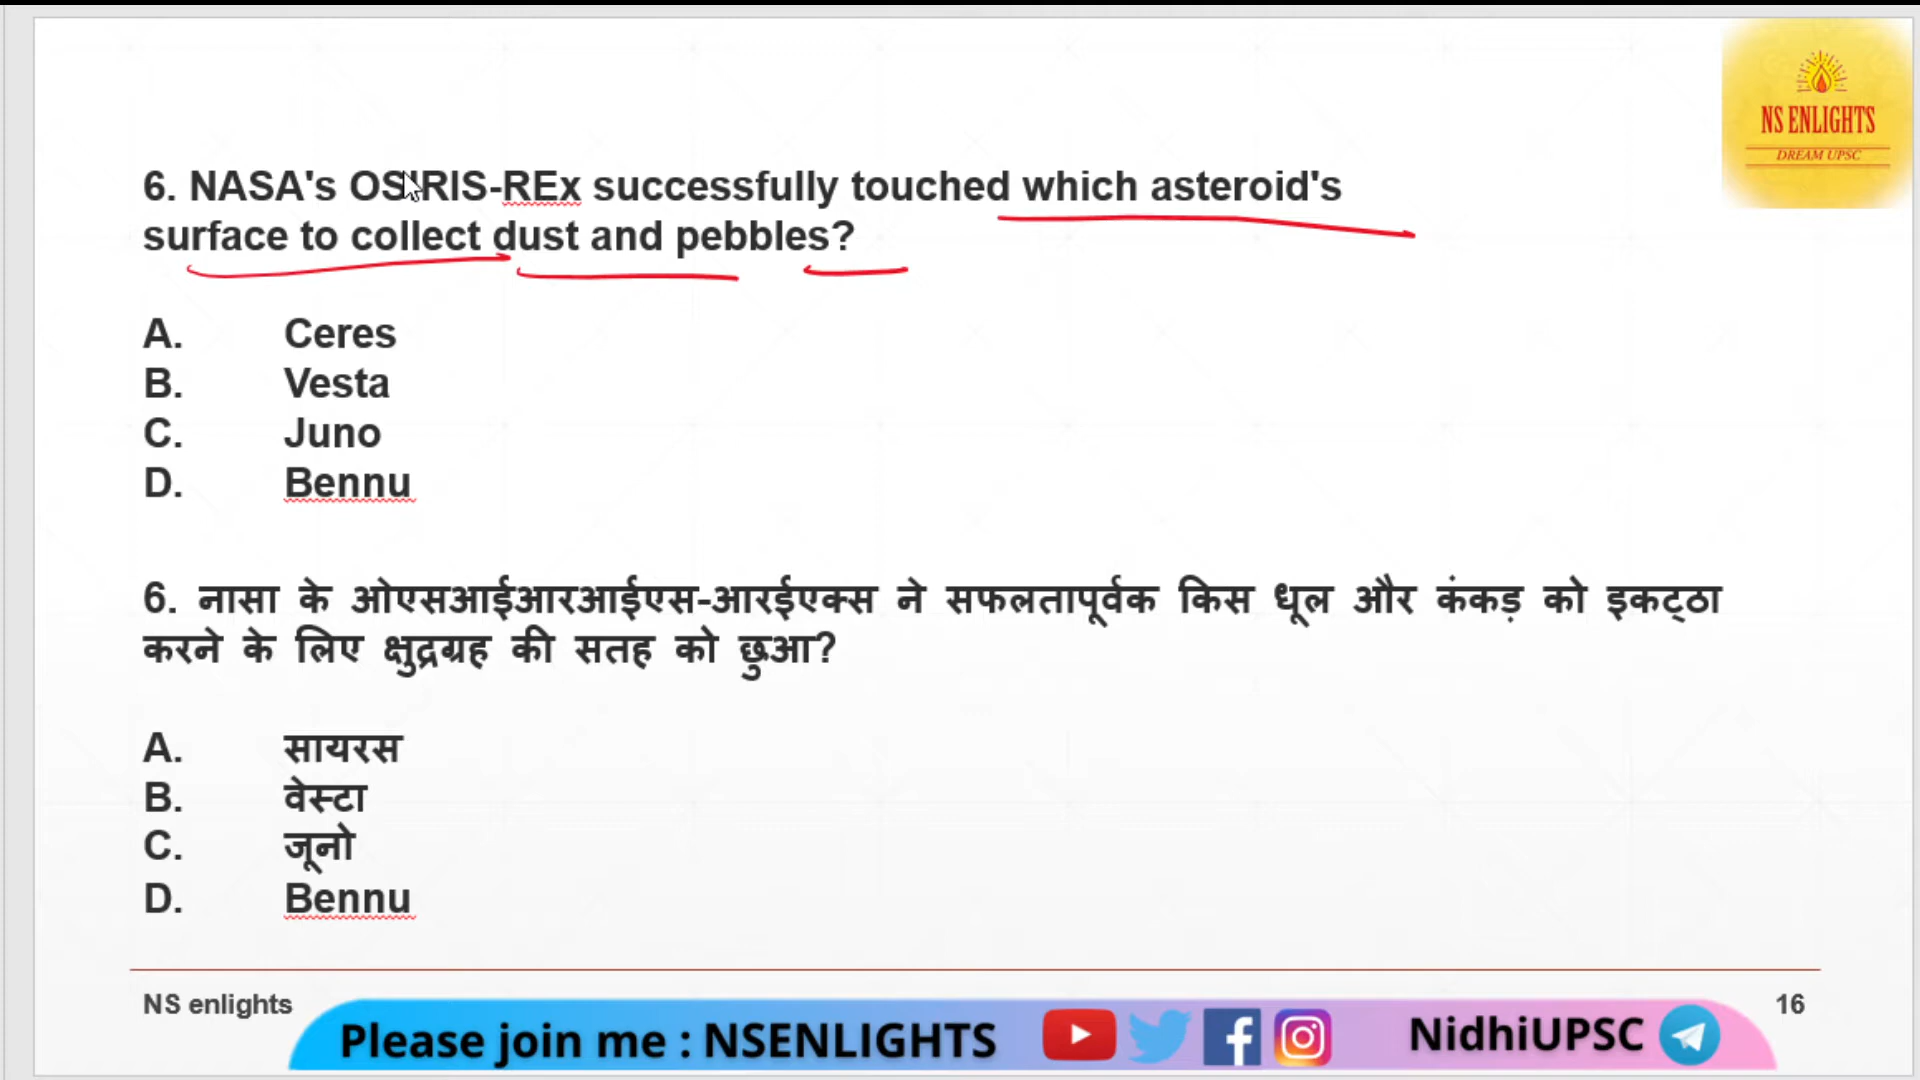 NS ENLIGHTS
DREAM UPSC
6. NASA's OSIRIS-REx successfully touched which asteroid's
surface to collect dust and pebbles?
A. Ceres
B. Vesta
C. Juno
D. Bennu
6. नासा के ओएसआईआरआईएस-आरईएक्स ने सफलतापूर्वक किस धूल और कंकड़ को इकट्ठा
करने के लिए क्षुद्रग्रह की सतह को छुआ?
A. सायरस
B. वेस्टा
C. जूनो
D. Bennu
NS enlights
16
Please join me : NSENLIGHTS
NidhiUPSC